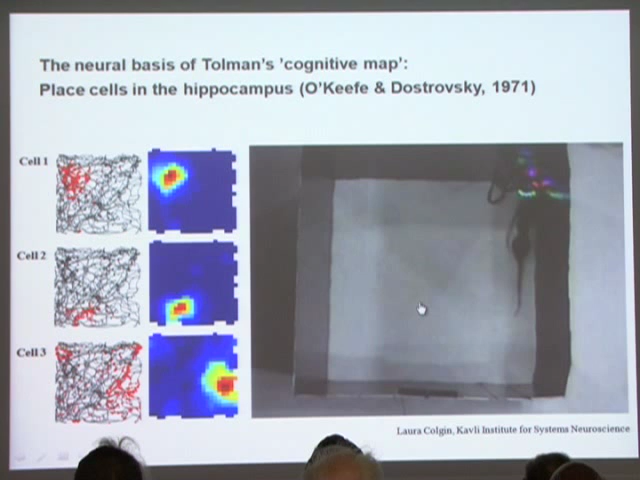 The neural basis of Tolman's 'cognitive map':
Place cells in the hippocampus (O'Keefe & Dostrovsky, 1971)
Cell 1
Cell 2
Cell 3
Laura Colgin, Kavli Institute for Systems Neuroscience